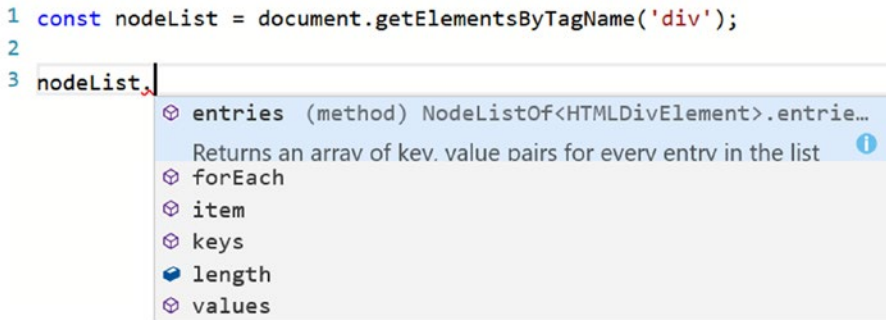 1 const nodeList = document.getElementsByTagName('div');
2
3 nodeList.
entries (method) NodeListOf<HTMLDivElement>.entrie…
Returns an array of key, value pairs for every entry in the list
forEach
item
keys
length
values